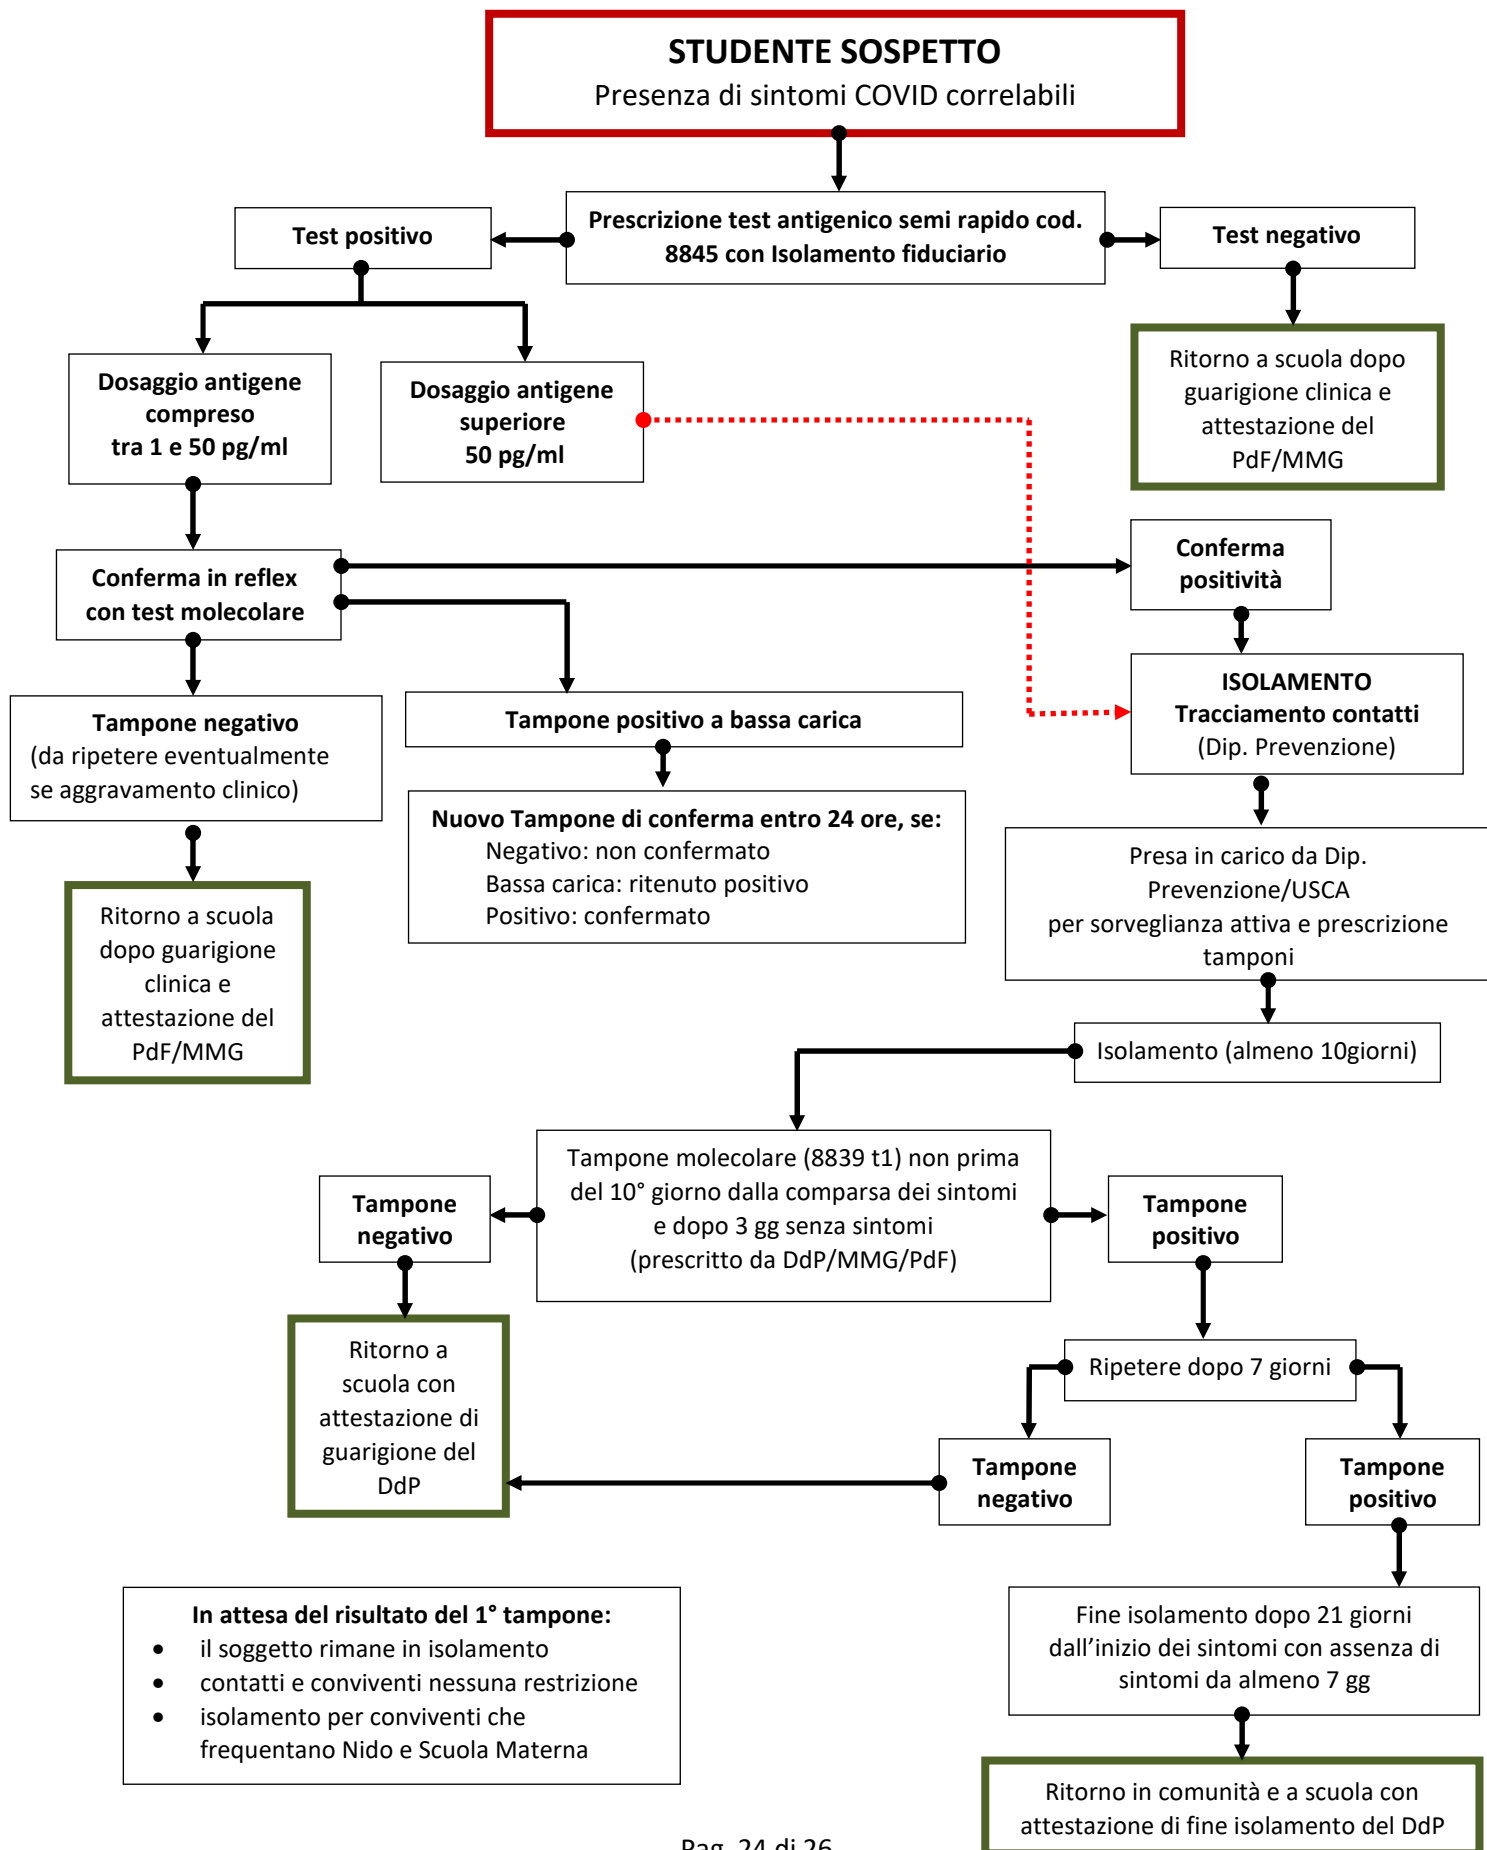 STUDENTE SOSPETTO
Presenza di sintomi COVID correlabili
Test positivo
Prescrizione test antigenico semi rapido cod.
8845 con Isolamento fiduciario
Test negativo
Dosaggio antigene
compreso
tra 1 e 50 pg/ml
Dosaggio antigene
superiore
50 pg/ml
Ritorno a scuola dopo
guarigione clinica e
attestazione del
PdF/MMG
Conferma in reflex
con test molecolare
Conferma
positività
Tampone negativo
(da ripetere eventualmente
se aggravamento clinico)
Tampone positivo a bassa carica
ISOLAMENTO
Tracciamento contatti
(Dip. Prevenzione)
Nuovo Tampone di conferma entro 24 ore, se:
Negativo: non confermato
Bassa carica: ritenuto positivo
Positivo: confermato
Presa in carico da Dip.
Prevenzione/USCA
per sorveglianza attiva e prescrizione
tamponi
Ritorno a scuola
dopo guarigione
clinica e
attestazione del
PdF/MMG
Isolamento (almeno 10giorni)
Tampone molecolare (8839 t1) non prima
del 10° giorno dalla comparsa dei sintomi
e dopo 3 gg senza sintomi
(prescritto da DdP/MMG/PdF)
Tampone
negativo
Tampone
positivo
Ritorno a
scuola con
attestazione di
guarigione del
DdP
Ripetere dopo 7 giorni
Tampone
negativo
Tampone
positivo
In attesa del risultato del 1° tampone:
• il soggetto rimane in isolamento
• contatti e conviventi nessuna restrizione
• isolamento per conviventi che
frequentano Nido e Scuola Materna
Fine isolamento dopo 21 giorni
dall’inizio dei sintomi con assenza di
sintomi da almeno 7 gg
Ritorno in comunità e a scuola con
attestazione di fine isolamento del DdP
Pag. 24 di 26